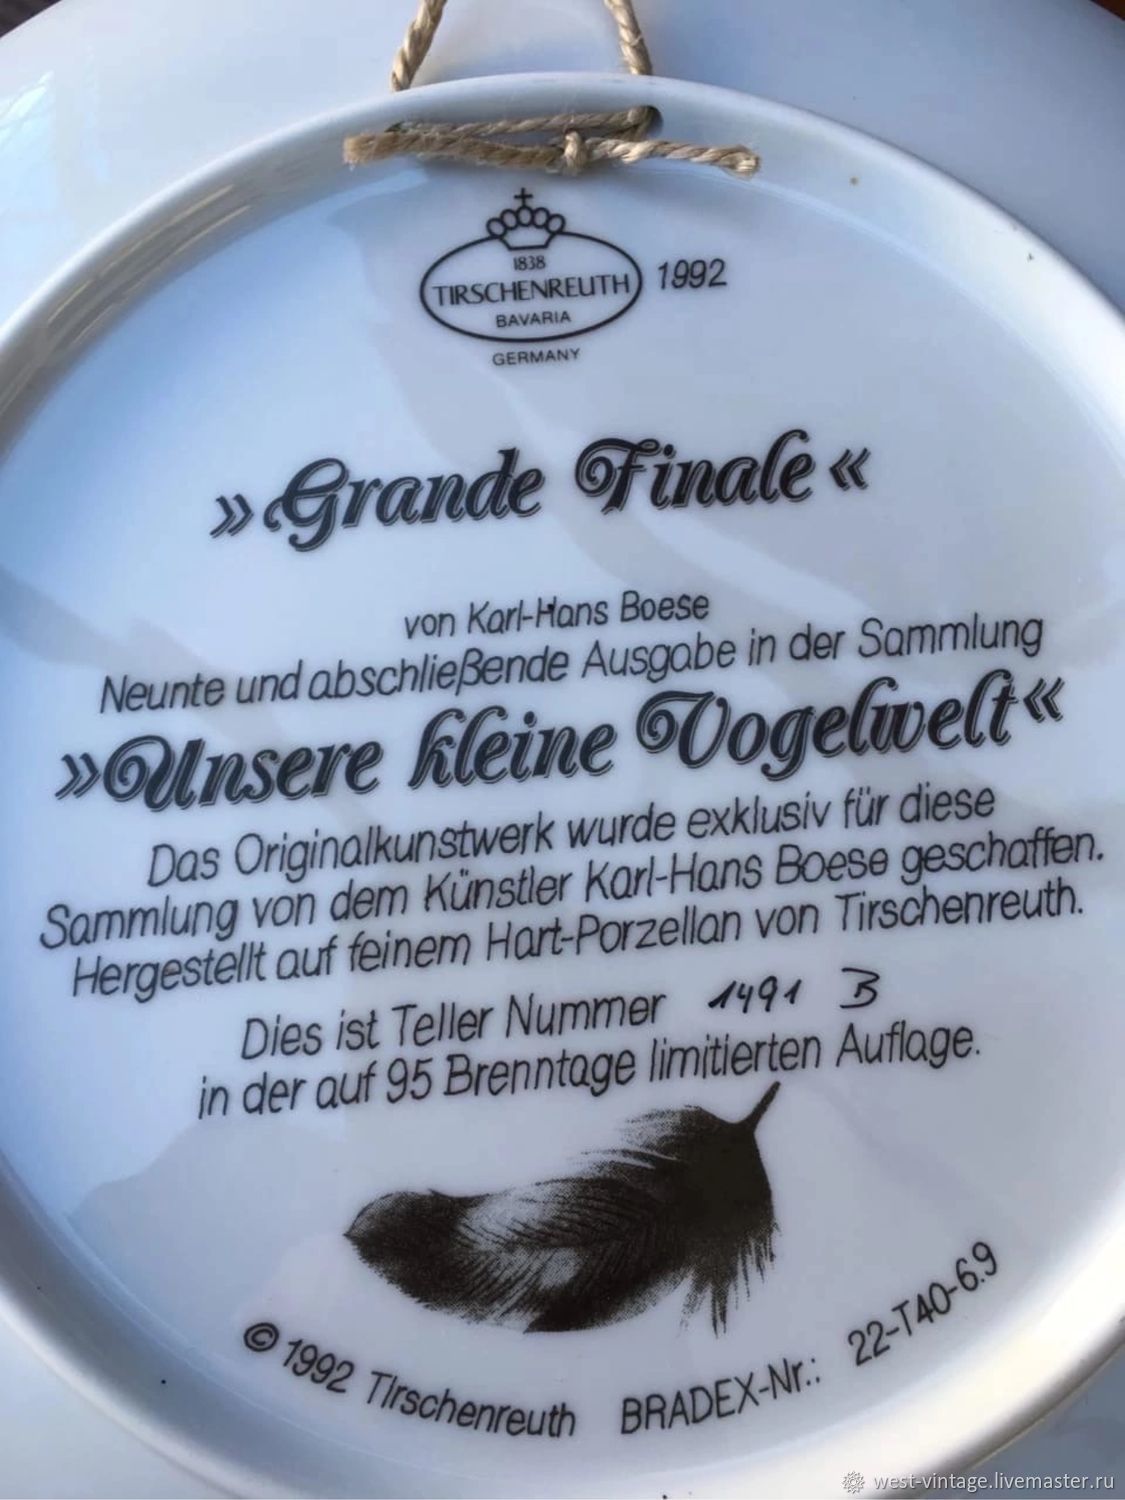 1838
TIRSCHENREUTH 1992
BAVARIA
GERMANY
»Grande Finale«
von Karl-Hans Boese
Neunte und abschließende Ausgabe in der Sammlung
»Unsere kleine Vogelwelt«
Das Originalkunstwerk wurde exklusiv für diese
Sammlung von dem Künstler Karl-Hans Boese geschaffen.
Hergestellt auf feinem Hart-Porzellan von Tirschenreuth.
Dies ist Teller Nummer 1491 B
in der auf 95 Brenntage limitierten Auflage.
© 1992 Tirschenreuth BRADEX-Nr.: 22-T40-6.9
west-vintage.livemaster.ru